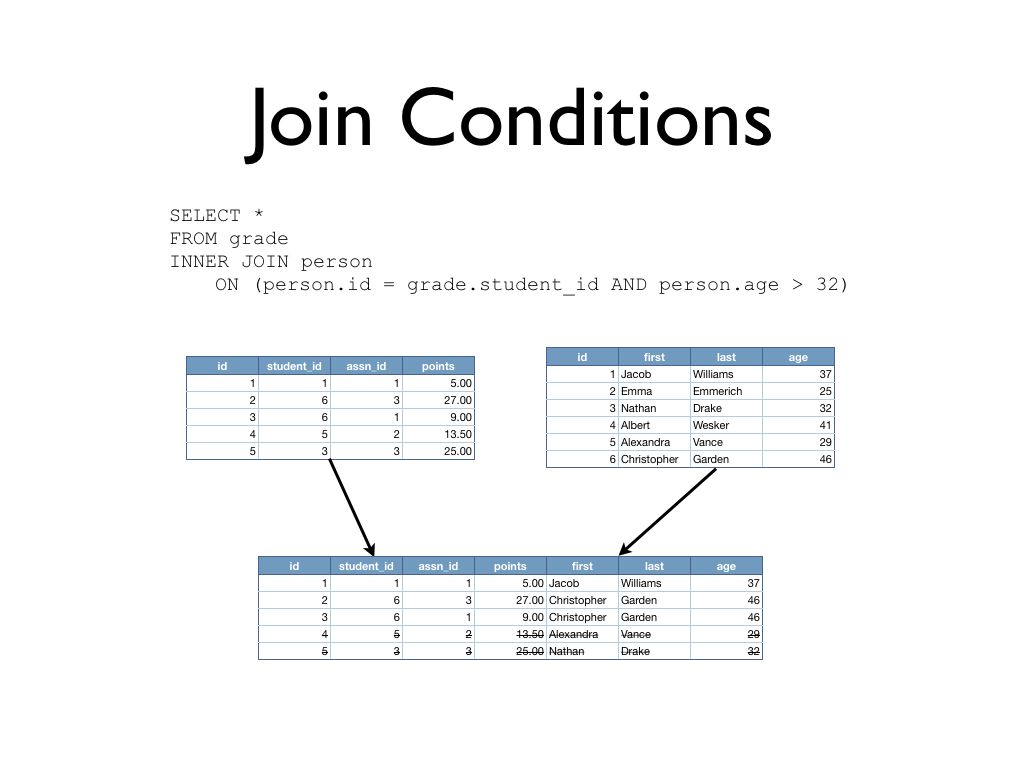 Join Conditions
SELECT *
FROM grade
INNER JOIN person
ON (person.id = grade.student_id AND person.age > 32)
id student_id assn_id points
1 1 1 5.00
2 6 3 27.00
3 6 1 9.00
4 5 2 13.50
5 3 3 25.00
id first last age
1 Jacob Williams 37
2 Emma Emmerich 25
3 Nathan Drake 32
4 Albert Wesker 41
5 Alexandra Vance 29
6 Christopher Garden 46
id student_id assn_id points first last age
1 1 1 5.00 Jacob Williams 37
2 6 3 27.00 Christopher Garden 46
3 6 1 9.00 Christopher Garden 46
4 5 2 13.50 Alexandra Vance 29
5 3 3 25.00 Nathan Drake 32